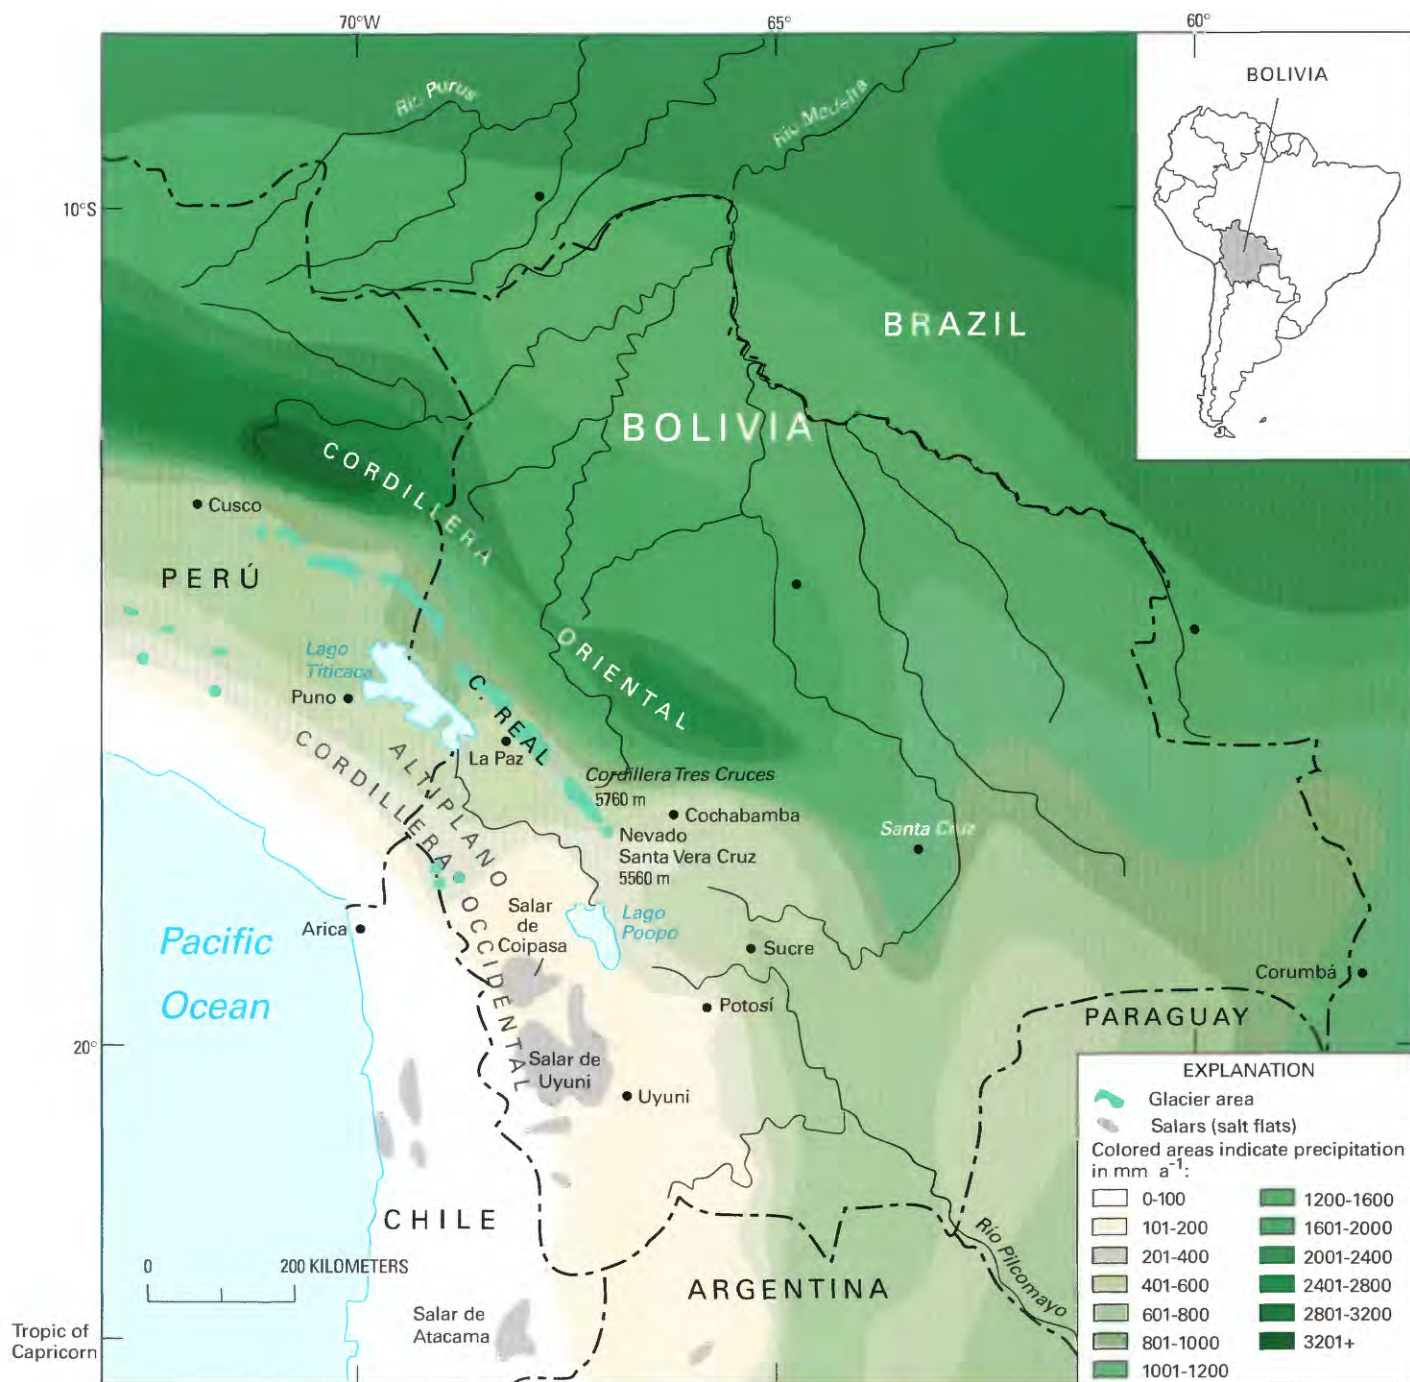 70°W
65°
60°
BOLIVIA
Río Purus
Río Madeira
10°S
BRAZIL
BOLIVIA
CORDILLERA
Cusco
PERÚ
ORIENTAL
Lago
Titicaca
Puno
C. REAL
La Paz
ALTIPLANO
CORDILLERA OCCIDENTAL
Cordillera Tres Cruces
5760 m
Cochabamba
Nevado
Santa Vera Cruz
5560 m
Santa Cruz
Salar
de
Coipasa
Lago
Poopo
Arica
Sucre
Pacific
Ocean
Corumbá
Potosí
PARAGUAY
20°
Salar de
Uyuni
Uyuni
CHILE
Río Pilcomayo
ARGENTINA
0 200 KILOMETERS
Salar de
Atacama
Tropic of
Capricorn
EXPLANATION
Glacier area
Salars (salt flats)
Colored areas indicate precipitation
in mm a⁻¹:
0-100
101-200
201-400
401-600
601-800
801-1000
1001-1200
1200-1600
1601-2000
2001-2400
2401-2800
2801-3200
3201+